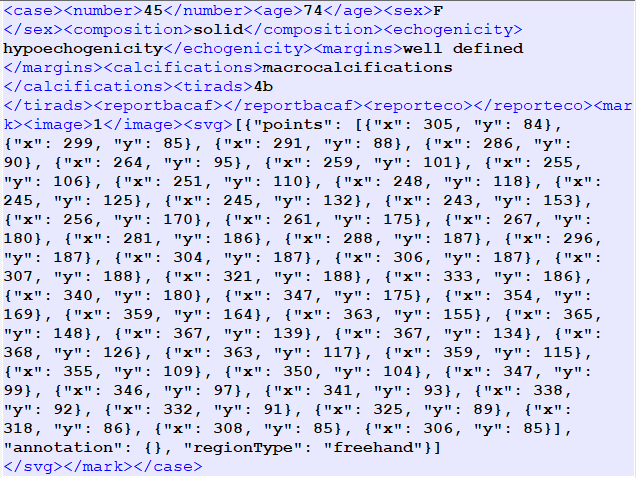 <case><number>45</number><age>74</age><sex>F
</sex><composition>solid</composition><echogenicity>
hypoechogenicity</echogenicity><margins>well defined
</margins><calcifications>macrocalcifications
</calcifications><tirads>4b
</tirads><reportbacaf></reportbacaf><reporteco></reporteco><mar
k><image>1</image><svg>[{"points": [{"x": 305, "y": 84},
{"x": 299, "y": 85}, {"x": 291, "y": 88}, {"x": 286, "y":
90}, {"x": 264, "y": 95}, {"x": 259, "y": 101}, {"x": 255,
"y": 106}, {"x": 251, "y": 110}, {"x": 248, "y": 118}, {"x":
245, "y": 125}, {"x": 245, "y": 132}, {"x": 243, "y": 153},
{"x": 256, "y": 170}, {"x": 261, "y": 175}, {"x": 267, "y":
180}, {"x": 281, "y": 186}, {"x": 288, "y": 187}, {"x": 296,
"y": 187}, {"x": 304, "y": 187}, {"x": 306, "y": 187}, {"x":
307, "y": 188}, {"x": 321, "y": 188}, {"x": 333, "y": 186},
{"x": 340, "y": 180}, {"x": 347, "y": 175}, {"x": 354, "y":
169}, {"x": 359, "y": 164}, {"x": 363, "y": 155}, {"x": 365,
"y": 148}, {"x": 367, "y": 139}, {"x": 367, "y": 134}, {"x":
368, "y": 126}, {"x": 363, "y": 117}, {"x": 359, "y": 115},
{"x": 355, "y": 109}, {"x": 350, "y": 104}, {"x": 347, "y":
99}, {"x": 346, "y": 97}, {"x": 341, "y": 93}, {"x": 338,
"y": 92}, {"x": 332, "y": 91}, {"x": 325, "y": 89}, {"x":
318, "y": 86}, {"x": 308, "y": 85}, {"x": 306, "y": 85}],
"annotation": {}, "regionType": "freehand"}]
</svg></mark></case>